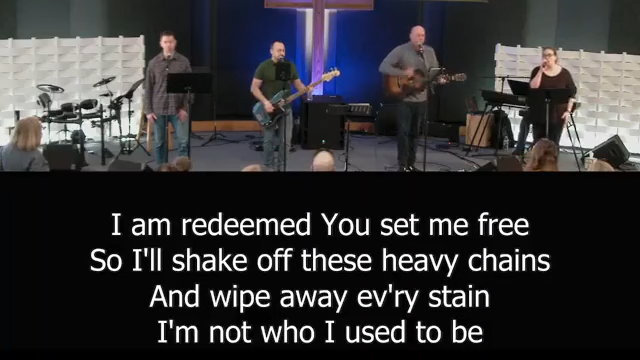 I am redeemed You set me free
So I'll shake off these heavy chains
And wipe away ev'ry stain
I'm not who I used to be